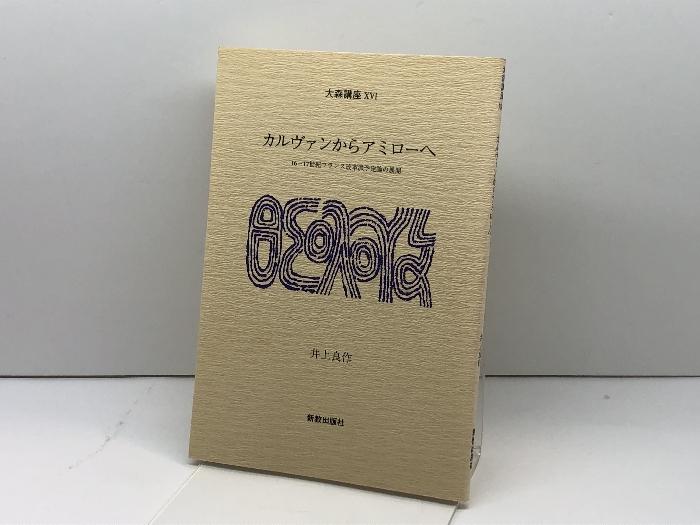 大森講座 XVI
カルヴァンからアミローへ
16－17世紀フランス改革派予定論の展開
θεολογία
井上良作
新教出版社